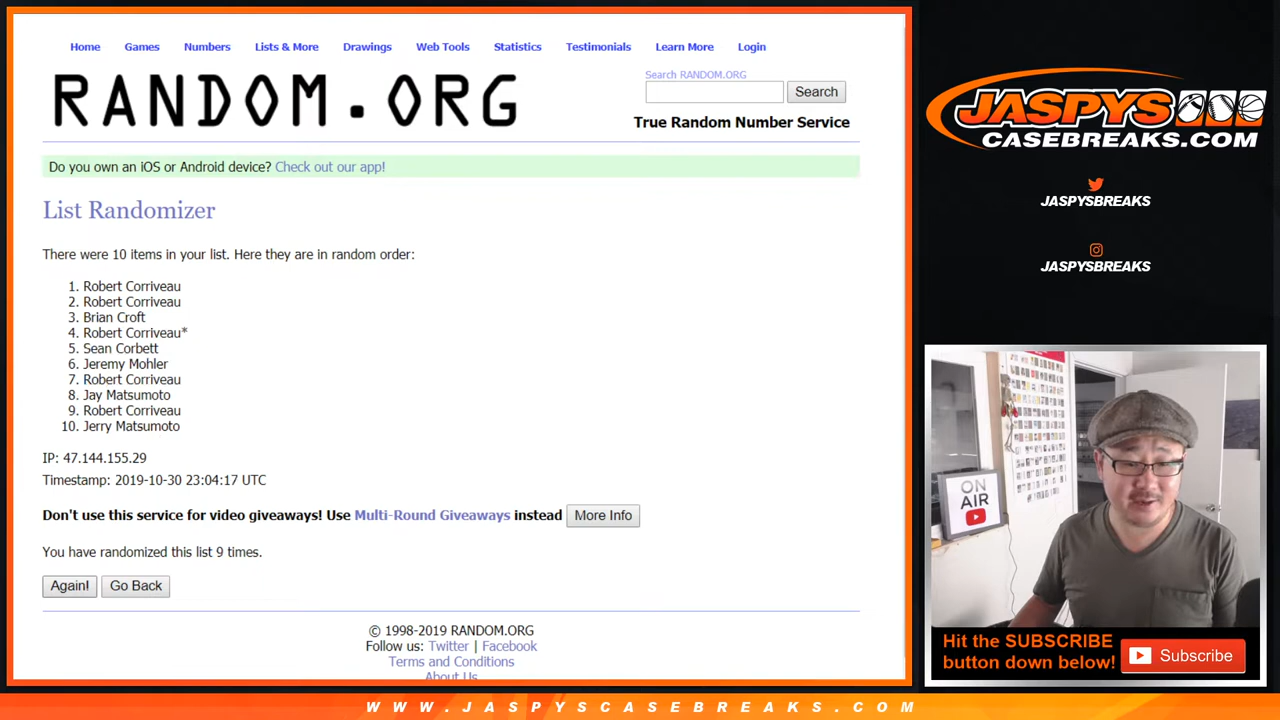 Home Games Numbers Lists & More Drawings Web Tools Statistics Testimonials Learn More Login
RANDOM.ORG
Search RANDOM.ORG
Search
True Random Number Service
Do you own an iOS or Android device? Check out our app!
List Randomizer
There were 10 items in your list. Here they are in random order:
1. Robert Corriveau
2. Robert Corriveau
3. Brian Croft
4. Robert Corriveau*
5. Sean Corbett
6. Jeremy Mohler
7. Robert Corriveau
8. Jay Matsumoto
9. Robert Corriveau
10. Jerry Matsumoto
IP: 47.144.155.29
Timestamp: 2019-10-30 23:04:17 UTC
Don't use this service for video giveaways! Use Multi-Round Giveaways instead More Info
You have randomized this list 9 times.
Again! Go Back
© 1998-2019 RANDOM.ORG
Follow us: Twitter | Facebook
Terms and Conditions
About Us
JASPYS
CASEBREAKS.COM
JASPYSBREAKS
JASPYSBREAKS
ON
AIR
Hit the SUBSCRIBE
button down below!
Subscribe
WWW.JASPYSCASEBREAKS.COM